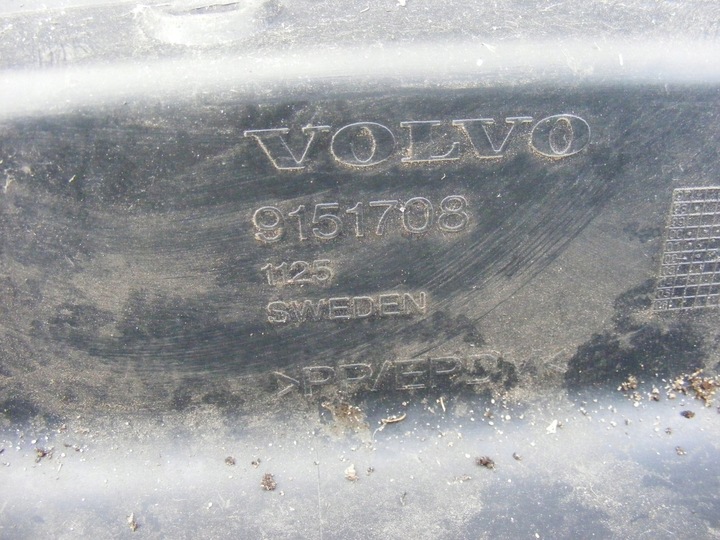 VOLVO
9151708
1125
SWEDEN
>PP/EPDM<